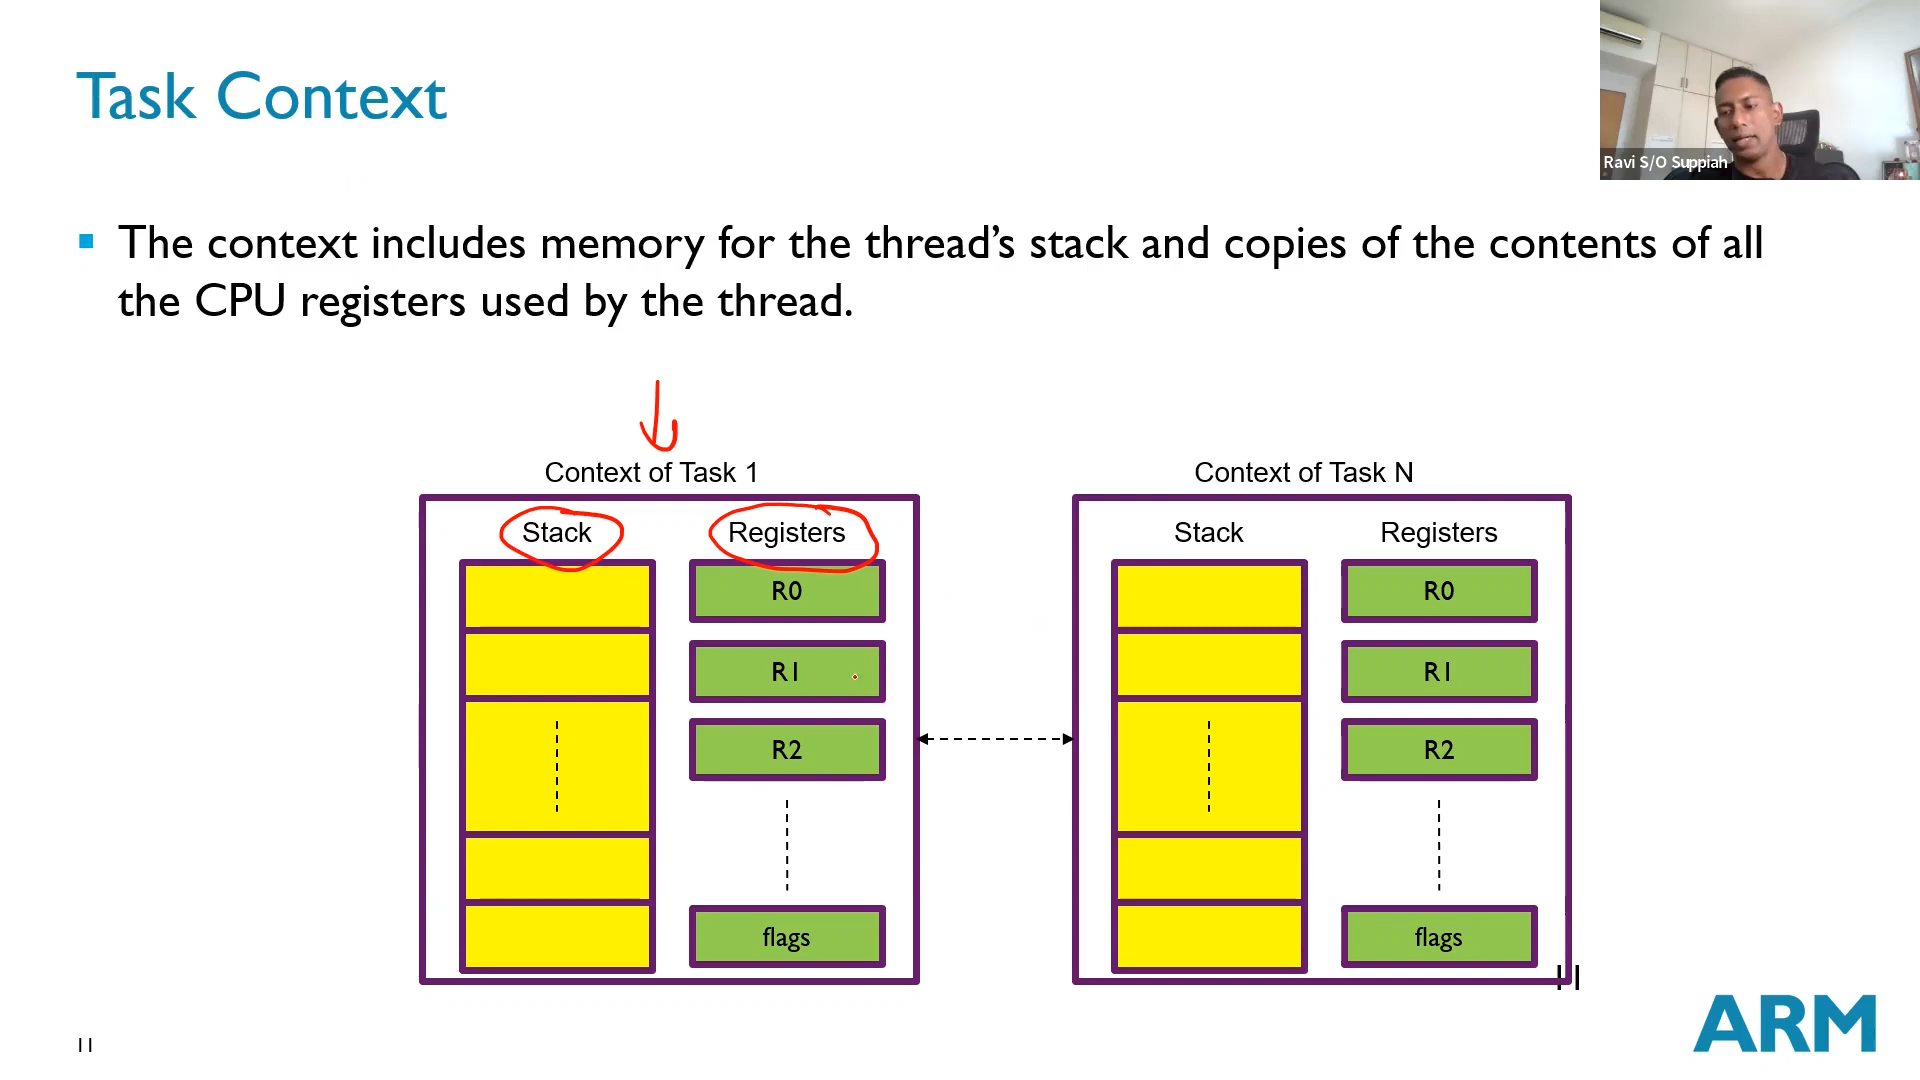 Task Context
Ravi S/O Suppiah
▪ The context includes memory for the thread’s stack and copies of the contents of all
the CPU registers used by the thread.
Context of Task 1
Stack
Registers
R0
R1
R2
flags
Context of Task N
Stack
Registers
R0
R1
R2
flags
11
11
ARM